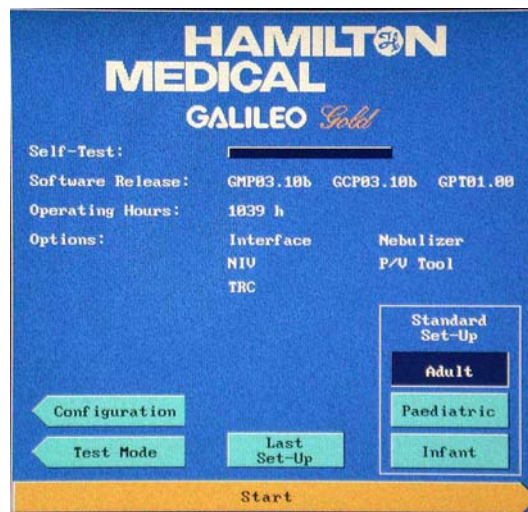 HAMILTON
MEDICAL
GALILEO Gold
Self-Test:
Software Release: GMP03.10b GCP03.10b GPT01.00
Operating Hours: 1039 h
Options: Interface Nebulizer
NIV P/V Tool
TRC
Standard
Set-Up
Adult
Configuration
Paediatric
Test Mode
Last
Set-Up
Infant
Start